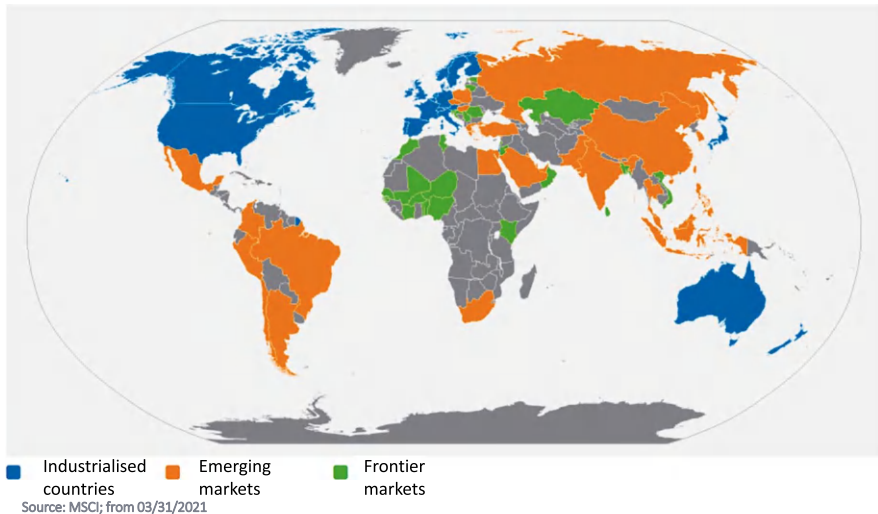 Industrialised
countries
Emerging
markets
Frontier
markets
Source: MSCI; from 03/31/2021